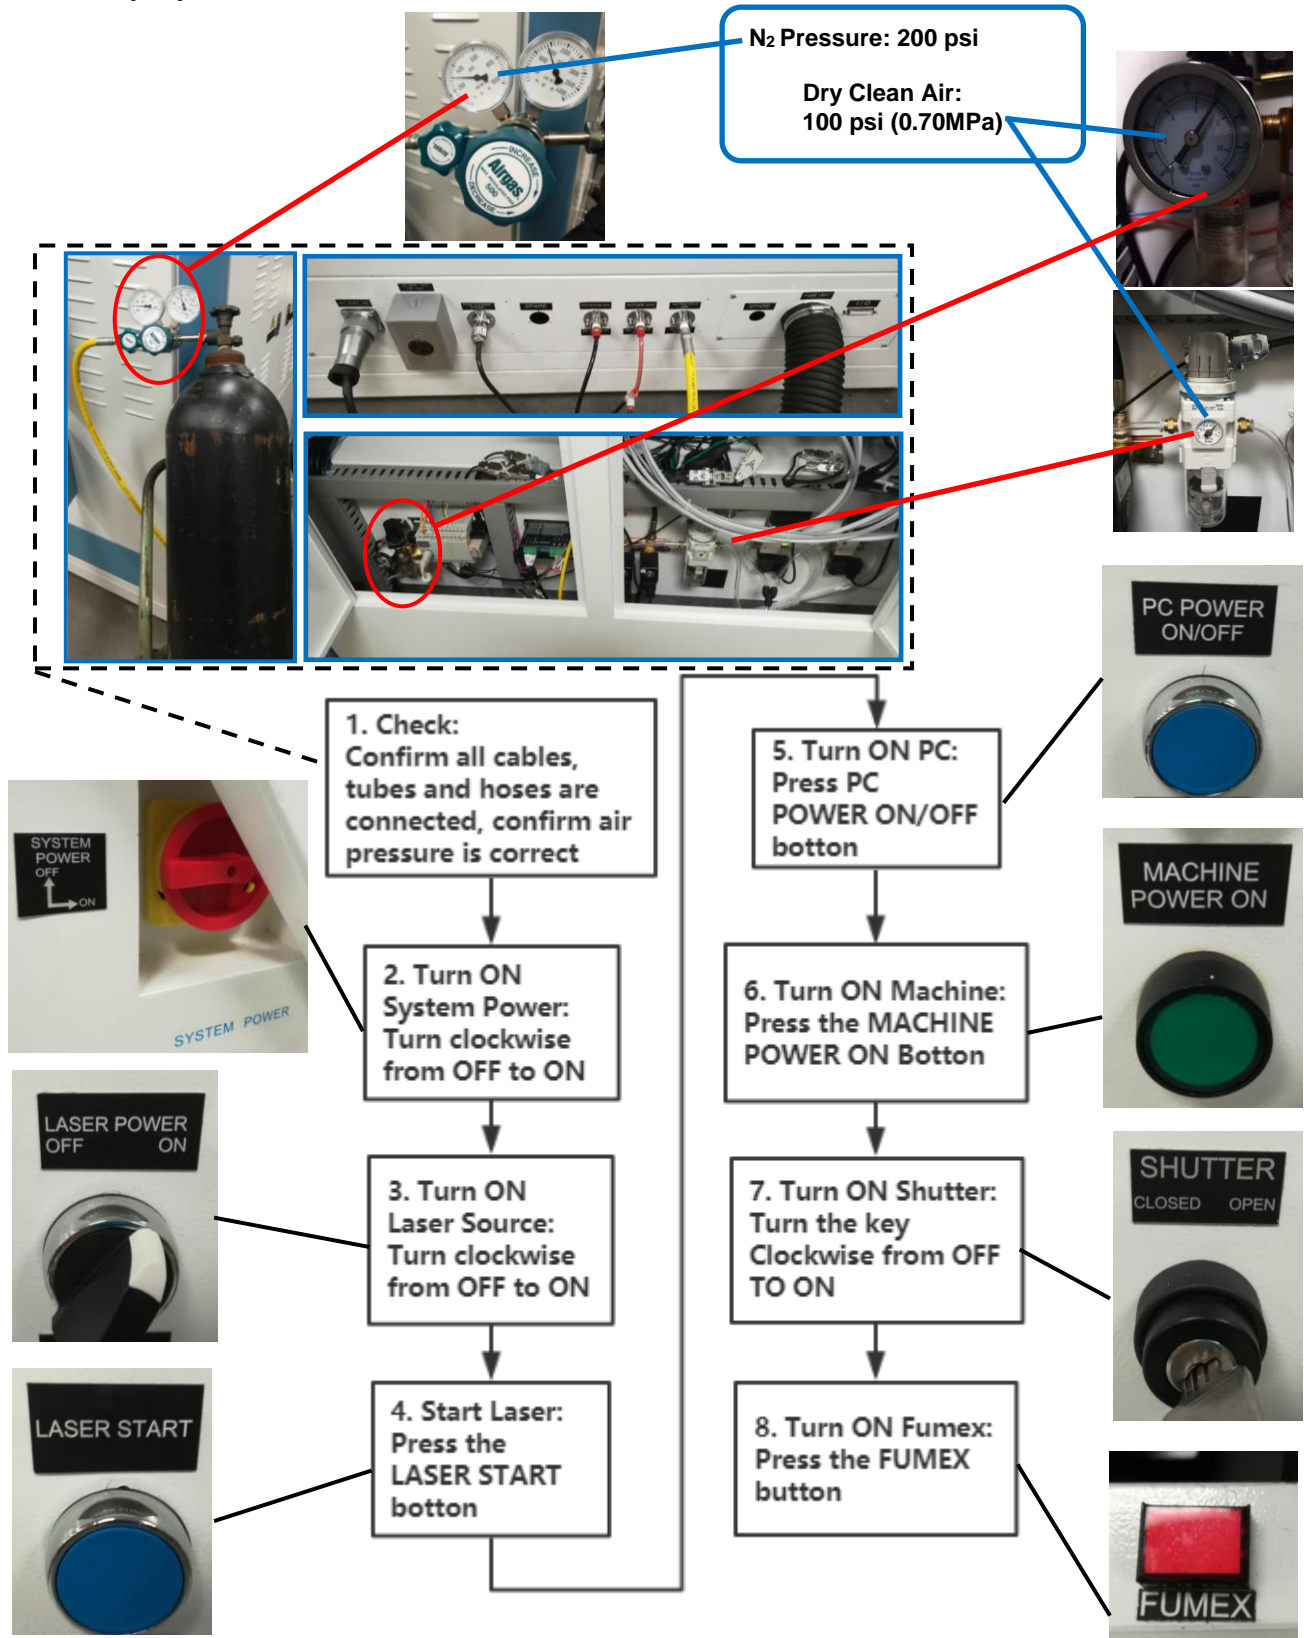 N2 Pressure: 200 psi
Dry Clean Air:
100 psi (0.70MPa)
INCREASE
Airgas
500
DECREASE
SPARE
SPARE
1. Check:
Confirm all cables,
tubes and hoses are
connected, confirm air
pressure is correct
SYSTEM
POWER
OFF
ON
SYSTEM POWER
2. Turn ON
System Power:
Turn clockwise
from OFF to ON
LASER POWER
OFF ON
3. Turn ON
Laser Source:
Turn clockwise
from OFF to ON
LASER START
4. Start Laser:
Press the
LASER START
botton
PC POWER
ON/OFF
5. Turn ON PC:
Press PC
POWER ON/OFF
botton
MACHINE
POWER ON
6. Turn ON Machine:
Press the MACHINE
POWER ON Botton
SHUTTER
CLOSED OPEN
7. Turn ON Shutter:
Turn the key
Clockwise from OFF
TO ON
8. Turn ON Fumex:
Press the FUMEX
button
FUMEX